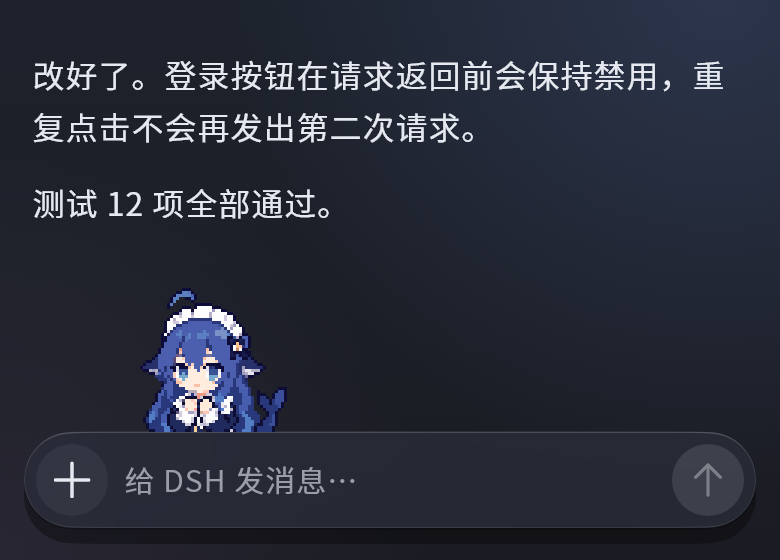 改好了。登录按钮在请求返回前会保持禁用，重
复点击不会再发出第二次请求。
测试 12 项全部通过。
给 DSH 发消息…